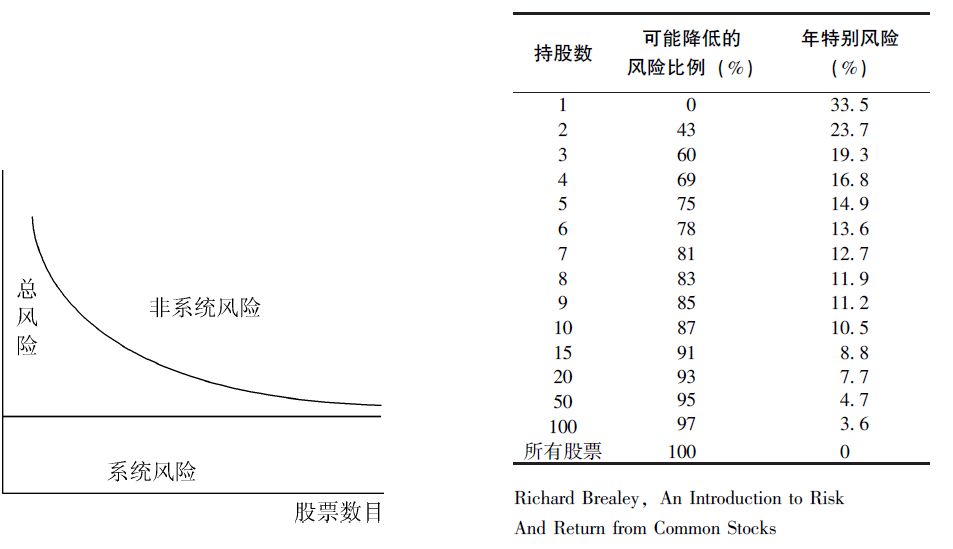 总风险
非系统风险
系统风险
股票数目
持股数 可能降低的风险比例 (%) 年特别风险 (%)
1 0 33.5
2 43 23.7
3 60 19.3
4 69 16.8
5 75 14.9
6 78 13.6
7 81 12.7
8 83 11.9
9 85 11.2
10 87 10.5
15 91 8.8
20 93 7.7
50 95 4.7
100 97 3.6
所有股票 100 0
Richard Brealey, An Introduction to Risk
And Return from Common Stocks